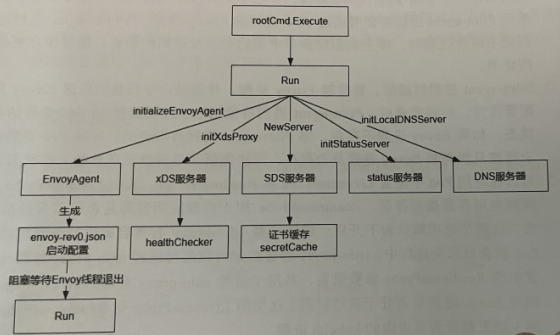 rootCmd.Execute
Run
initializeEnvoyAgent
initXdsProxy
NewServer
initStatusServer
initLocalDNSServer
EnvoyAgent
xDS服务器
SDS服务器
status服务器
DNS服务器
生成
envoy-rev0.json
启动配置
healthChecker
证书缓存
secretCache
阻塞等待Envoy线程退出
Run